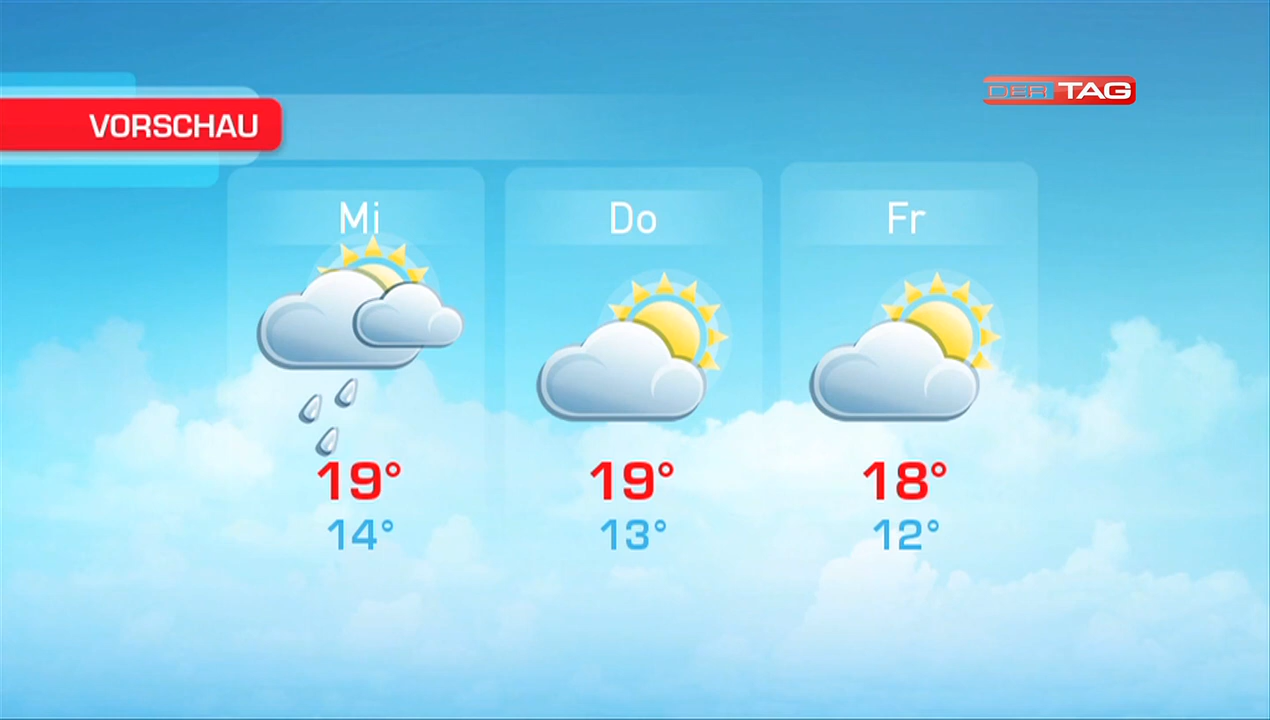 DER TAG
VORSCHAU
Mi Do Fr
19° 19° 18°
14° 13° 12°